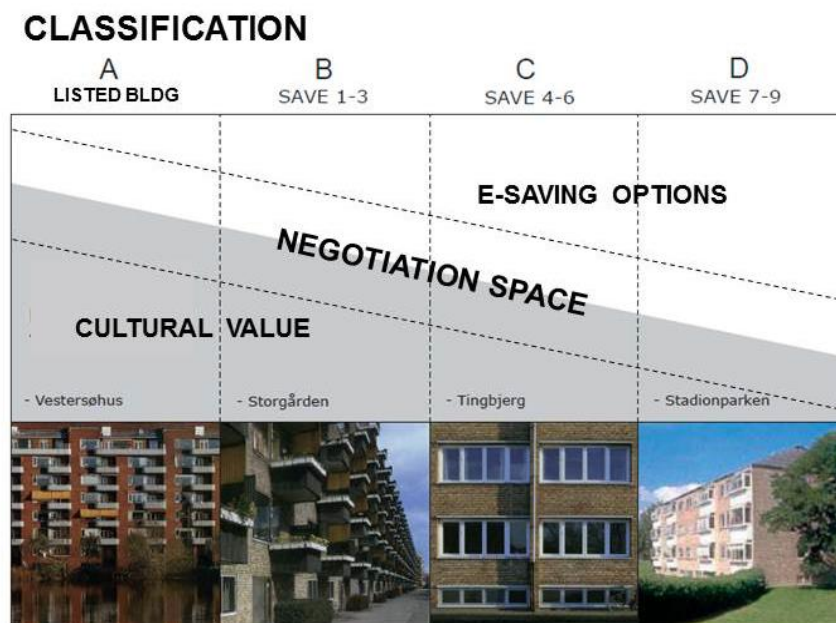 CLASSIFICATION
A
LISTED BLDG
B
SAVE 1-3
C
SAVE 4-6
D
SAVE 7-9
E-SAVING OPTIONS
NEGOTIATION SPACE
CULTURAL VALUE
- Vestersøhus
- Storgården
- Tingbjerg
- Stadionparken